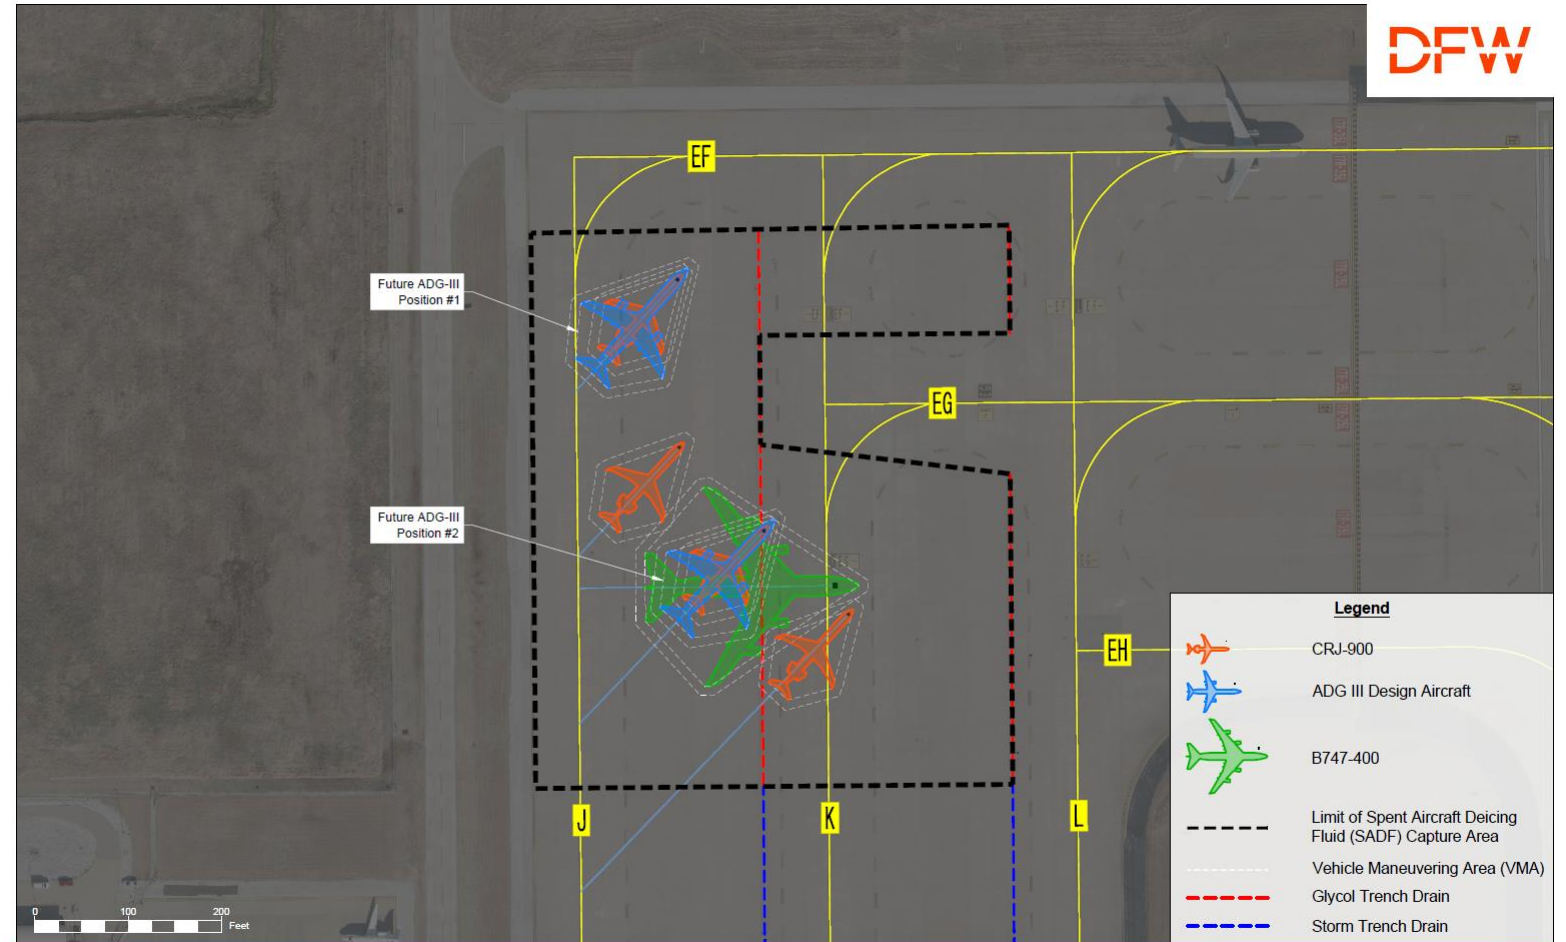 DFW
EF
Future ADG-III
Position #1
EG
Future ADG-III
Position #2
EH
J
K
L
Legend
CRJ-900
ADG III Design Aircraft
B747-400
Limit of Spent Aircraft Deicing
Fluid (SADF) Capture Area
Vehicle Maneuvering Area (VMA)
Glycol Trench Drain
Storm Trench Drain
0 100 200
Feet